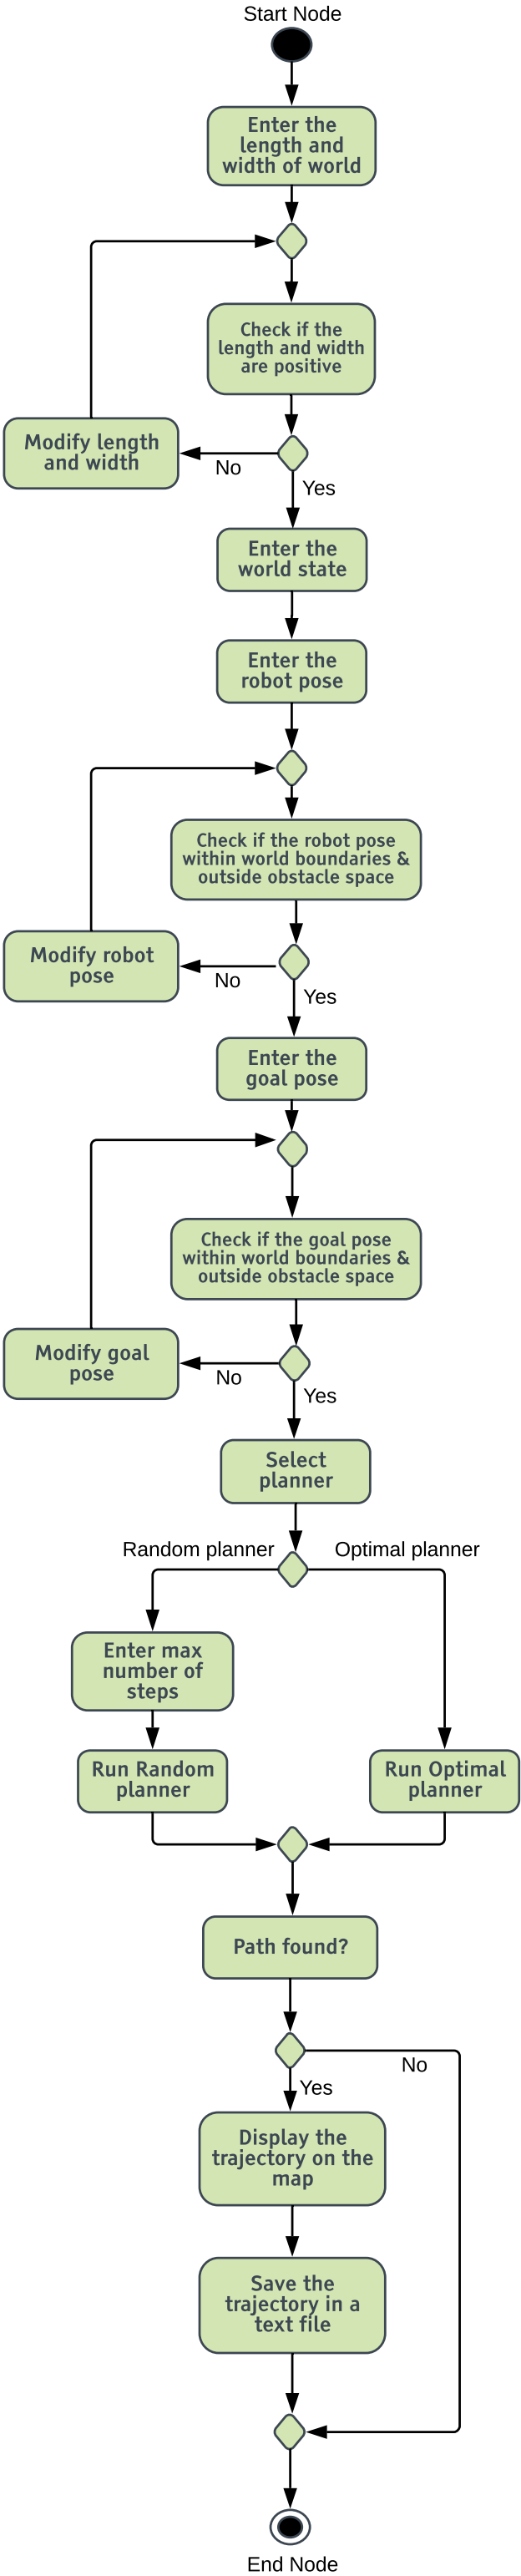 Start Node
Enter the
length and
width of world
Check if the
length and width
are positive
Modify length
and width
No
Yes
Enter the
world state
Enter the
robot pose
Check if the robot pose
within world boundaries &
outside obstacle space
Modify robot
pose
No
Yes
Enter the
goal pose
Check if the goal pose
within world boundaries &
outside obstacle space
Modify goal
pose
No
Yes
Select
planner
Random planner
Optimal planner
Enter max
number of
steps
Run Random
planner
Run Optimal
planner
Path found?
No
Yes
Display the
trajectory on the
map
Save the
trajectory in a
text file
End Node